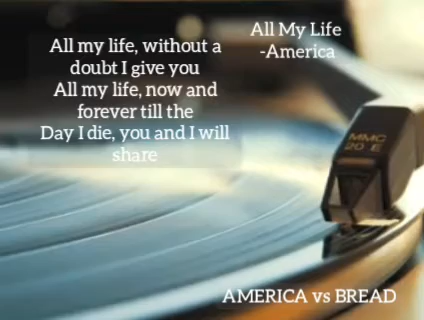 All My Life
-America
All my life, without a
doubt I give you
All my life, now and
forever till the
Day I die, you and I will
share
MMC
20 E
AMERICA vs BREAD